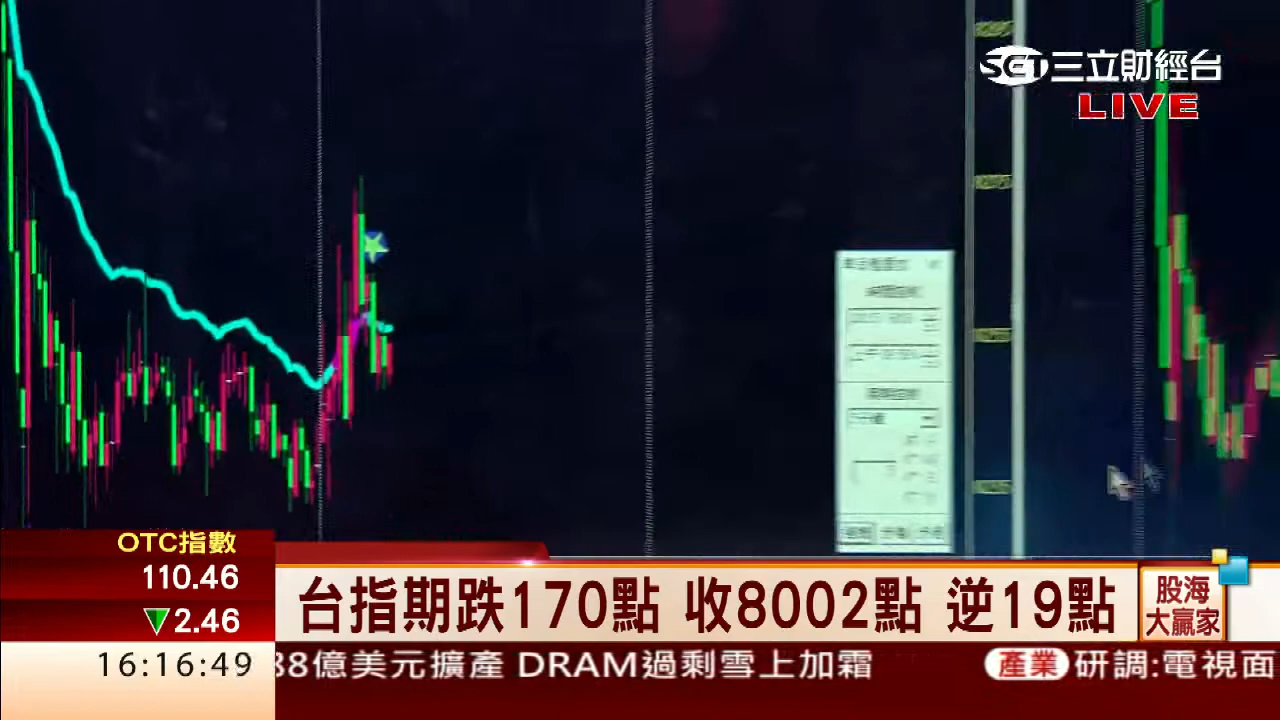 SET三立財經台
LIVE
OTC指數
110.46
▼2.46
16:16:49
台指期跌170點 收8002點 逆19點
股海
大贏家
88億美元擴產 DRAM過剩雪上加霜
產業 研調:電視面